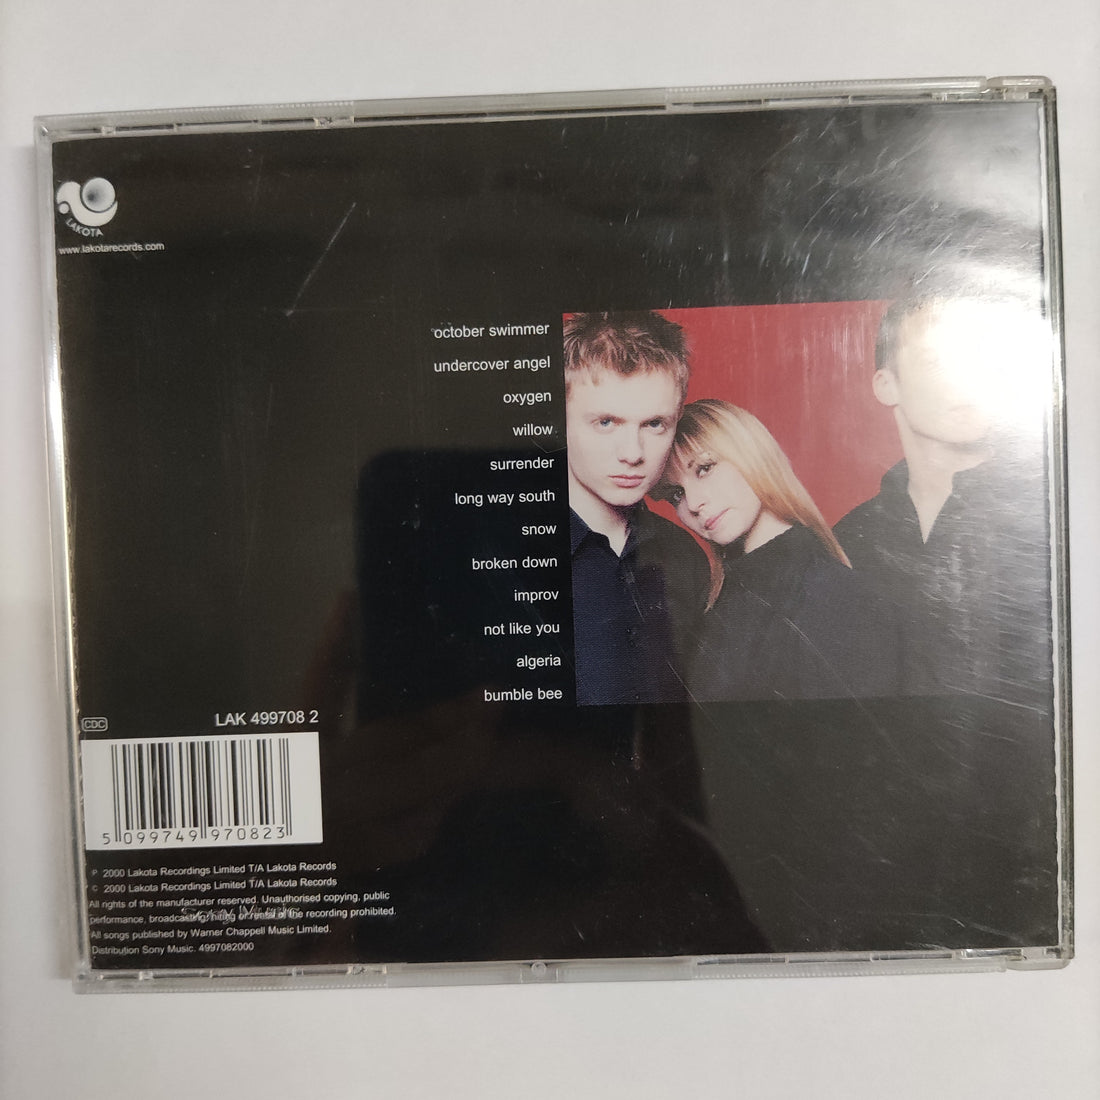 LAKOTA
www.lakotarecords.com
october swimmer
undercover angel
oxygen
willow
surrender
long way south
snow
broken down
improv
not like you
algeria
bumble bee
CDC
LAK 499708 2
5 099749 970823
℗ 2000 Lakota Recordings Limited T/A Lakota Records
© 2000 Lakota Recordings Limited T/A Lakota Records
All rights of the manufacturer reserved. Unauthorised copying, public
performance, broadcasting, hiring or rental of the recording prohibited.
Sony Music
All songs published by Warner Chappell Music Limited.
Distribution Sony Music. 4997082000